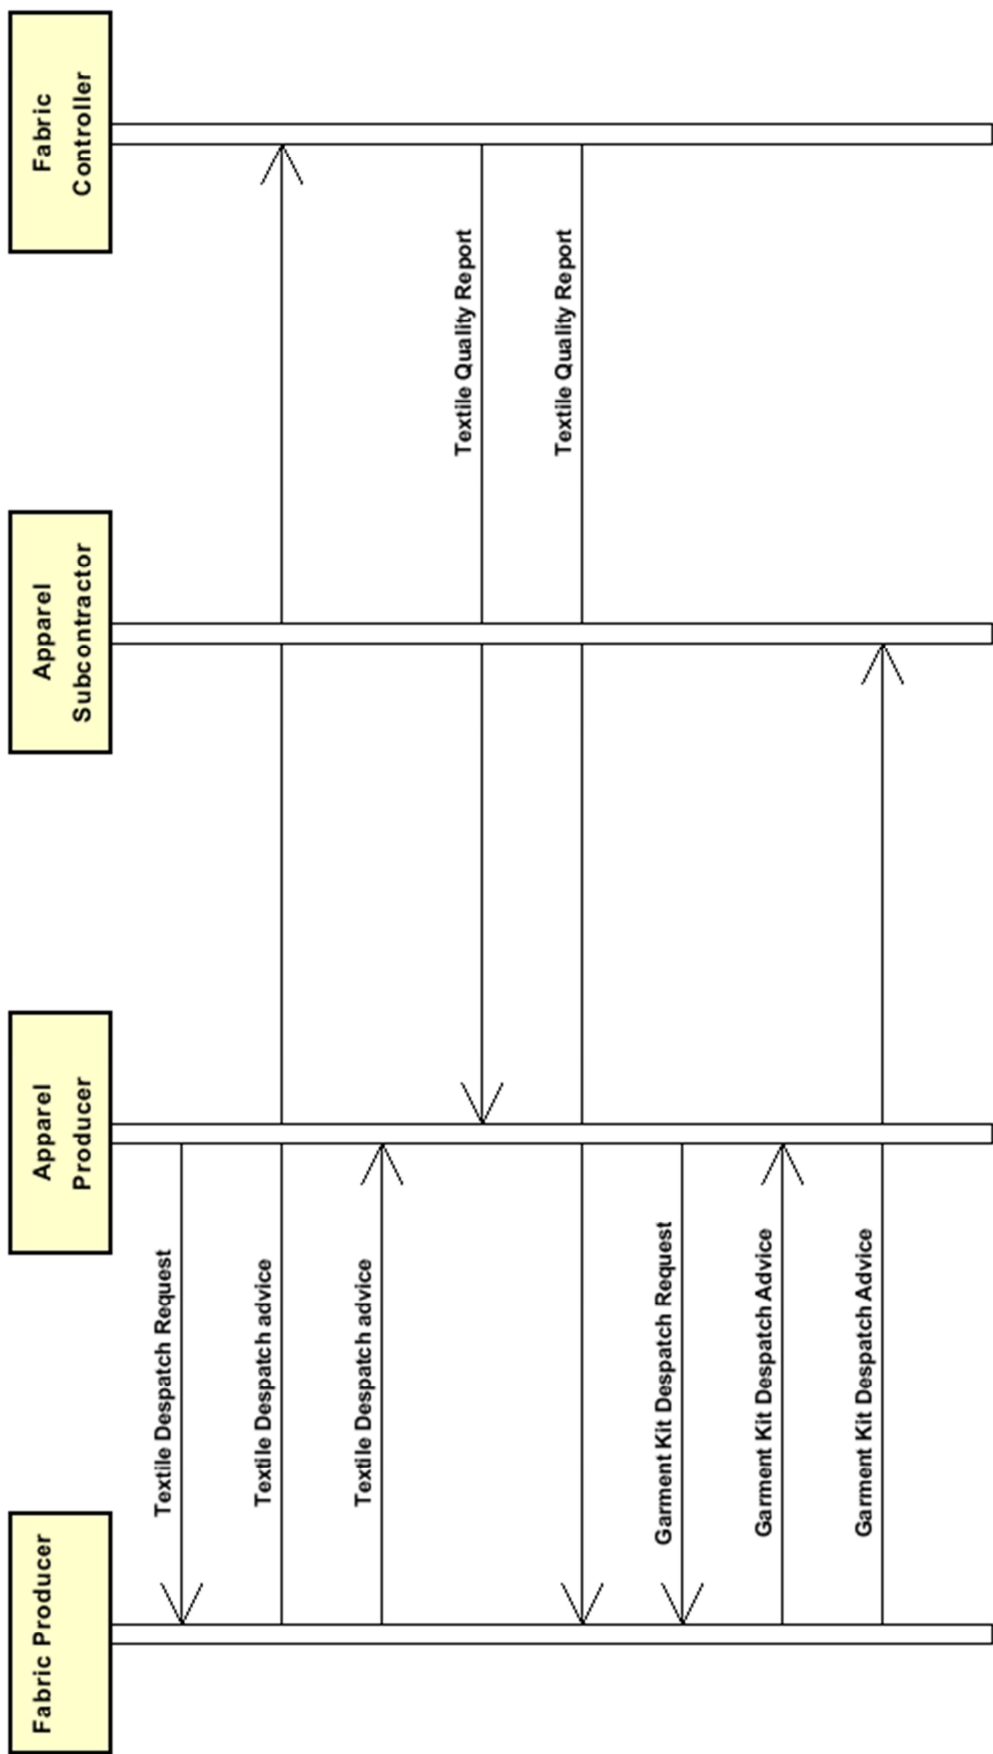 Fabric Producer
Apparel
Producer
Apparel
Subcontractor
Fabric
Controller
Textile Despatch Request
Textile Despatch advice
Textile Despatch advice
Textile Quality Report
Textile Quality Report
Garment Kit Despatch Request
Garment Kit Despatch Advice
Garment Kit Despatch Advice